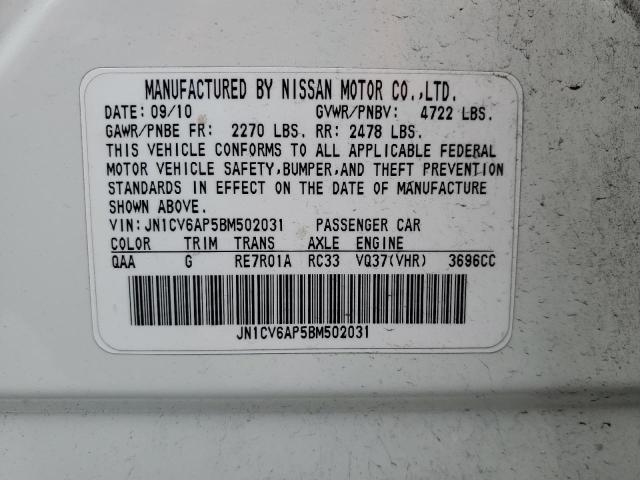 MANUFACTURED BY NISSAN MOTOR CO.,LTD.
DATE: 09/10 GVWR/PNBV: 4722 LBS.
GAWR/PNBE FR: 2270 LBS. RR: 2478 LBS.
THIS VEHICLE CONFORMS TO ALL APPLICABLE FEDERAL
MOTOR VEHICLE SAFETY,BUMPER,AND THEFT PREVENTION
STANDARDS IN EFFECT ON THE DATE OF MANUFACTURE
SHOWN ABOVE.
VIN:JN1CV6AP5BM502031 PASSENGER CAR
COLOR TRIM TRANS AXLE ENGINE
QAA G RE7R01A RC33 VQ37(VHR) 3696CC
JN1CV6AP5BM502031